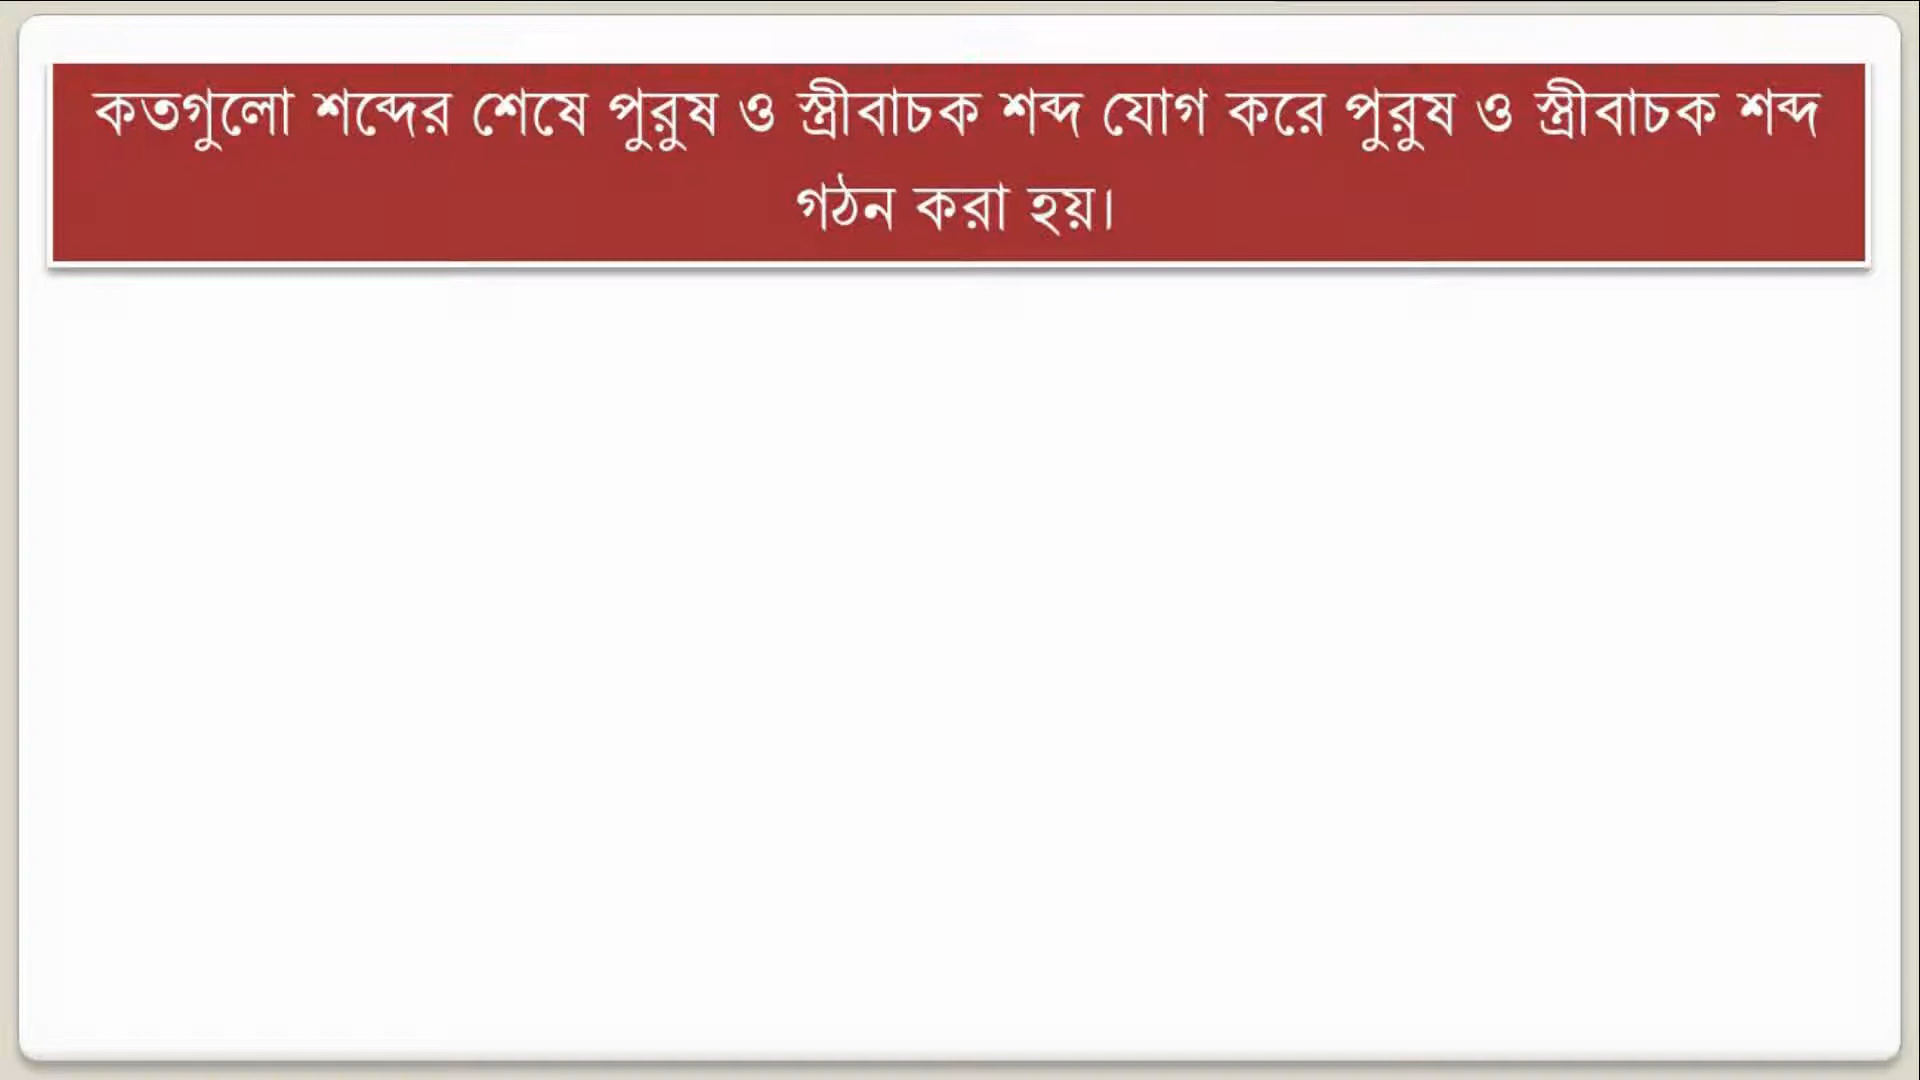 কতগুলো শব্দের শেষে পুরুষ ও স্ত্রীবাচক শব্দ যোগ করে পুরুষ ও স্ত্রীবাচক শব্দ
গঠন করা হয়।